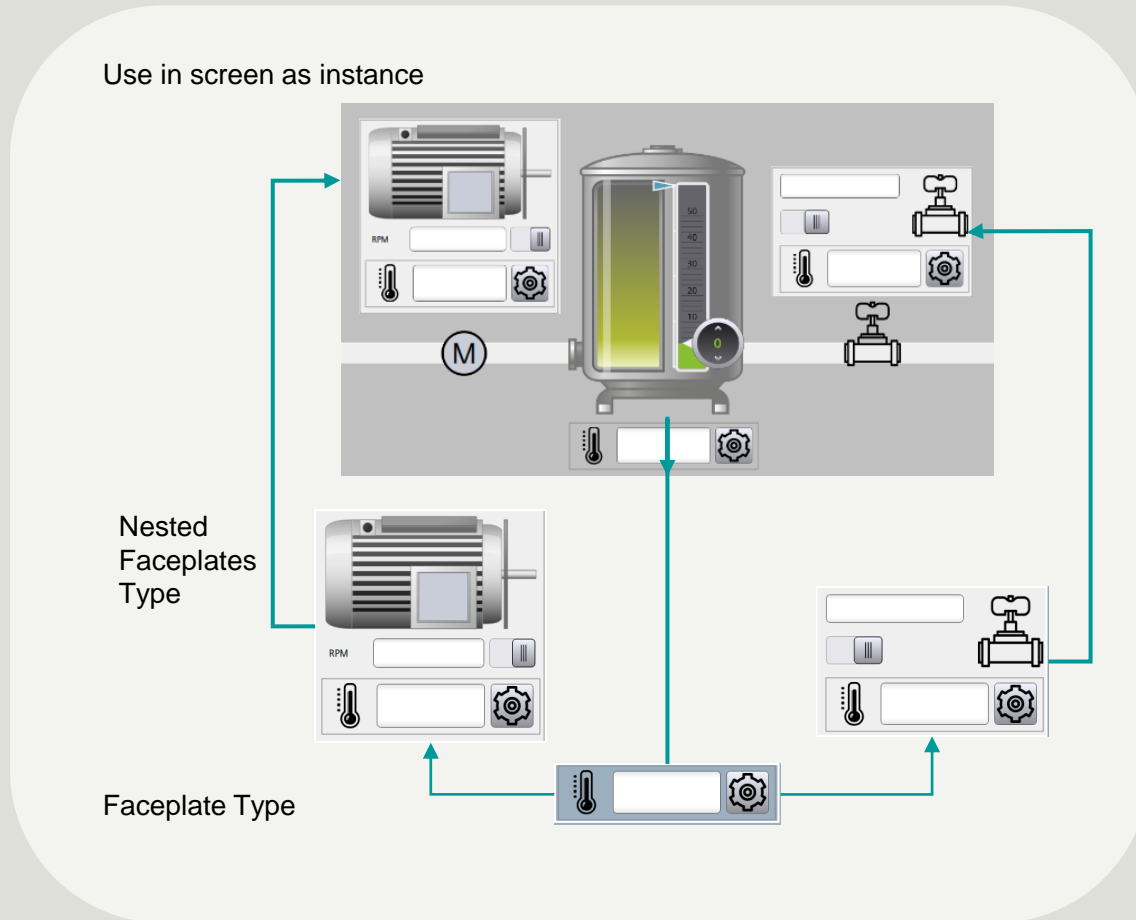 Use in screen as instance
RPM
50
40
30
20
10
0
M
Nested
Faceplates
Type
RPM
Faceplate Type